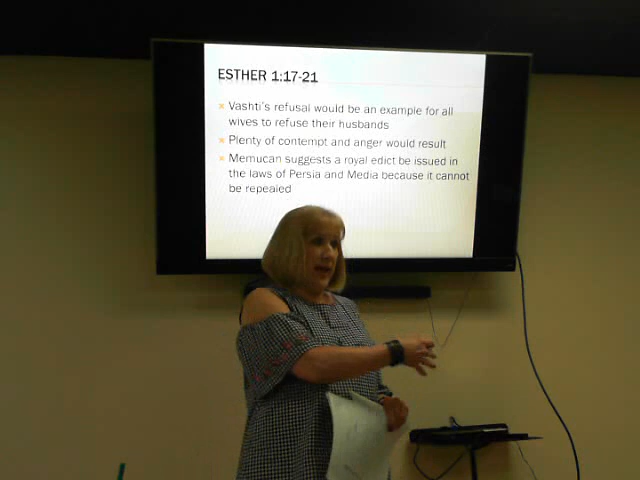 ESTHER 1:17-21
Vashti's refusal would be an example for all
wives to refuse their husbands
Plenty of contempt and anger would result
Memucan suggests a royal edict be issued in
the laws of Persia and Media because it cannot
be repealed